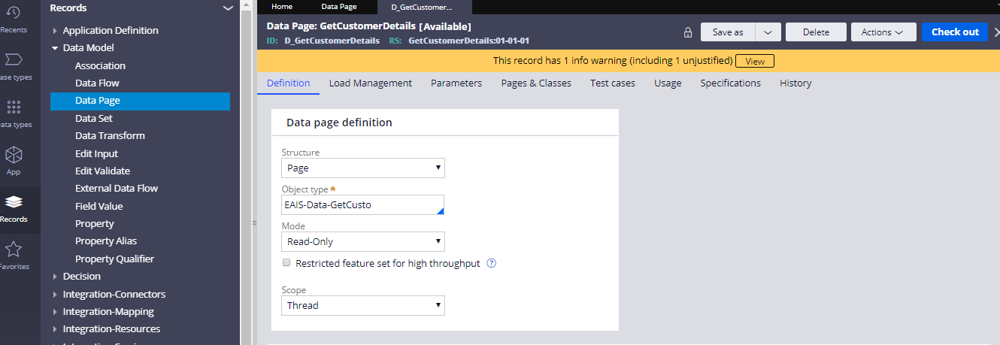 Recents
ase types
ata types
App
Records
Favorites
Records
Application Definition
Data Model
Association
Data Flow
Data Page
Data Set
Data Transform
Edit Input
Edit Validate
External Data Flow
Field Value
Property
Property Alias
Property Qualifier
Decision
Integration-Connectors
Integration-Mapping
Integration-Resources
Home Data Page D_GetCustomer...
Data Page: GetCustomerDetails [Available]
ID: D_GetCustomerDetails RS: GetCustomerDetails:01-01-01
Save as Delete Actions Check out
This record has 1 info warning (including 1 unjustified) View
Definition Load Management Parameters Pages & Classes Test cases Usage Specifications History
Data page definition
Structure
Page
Object type *
EAIS-Data-GetCusto
Mode
Read-Only
Restricted feature set for high throughput ?
Scope
Thread